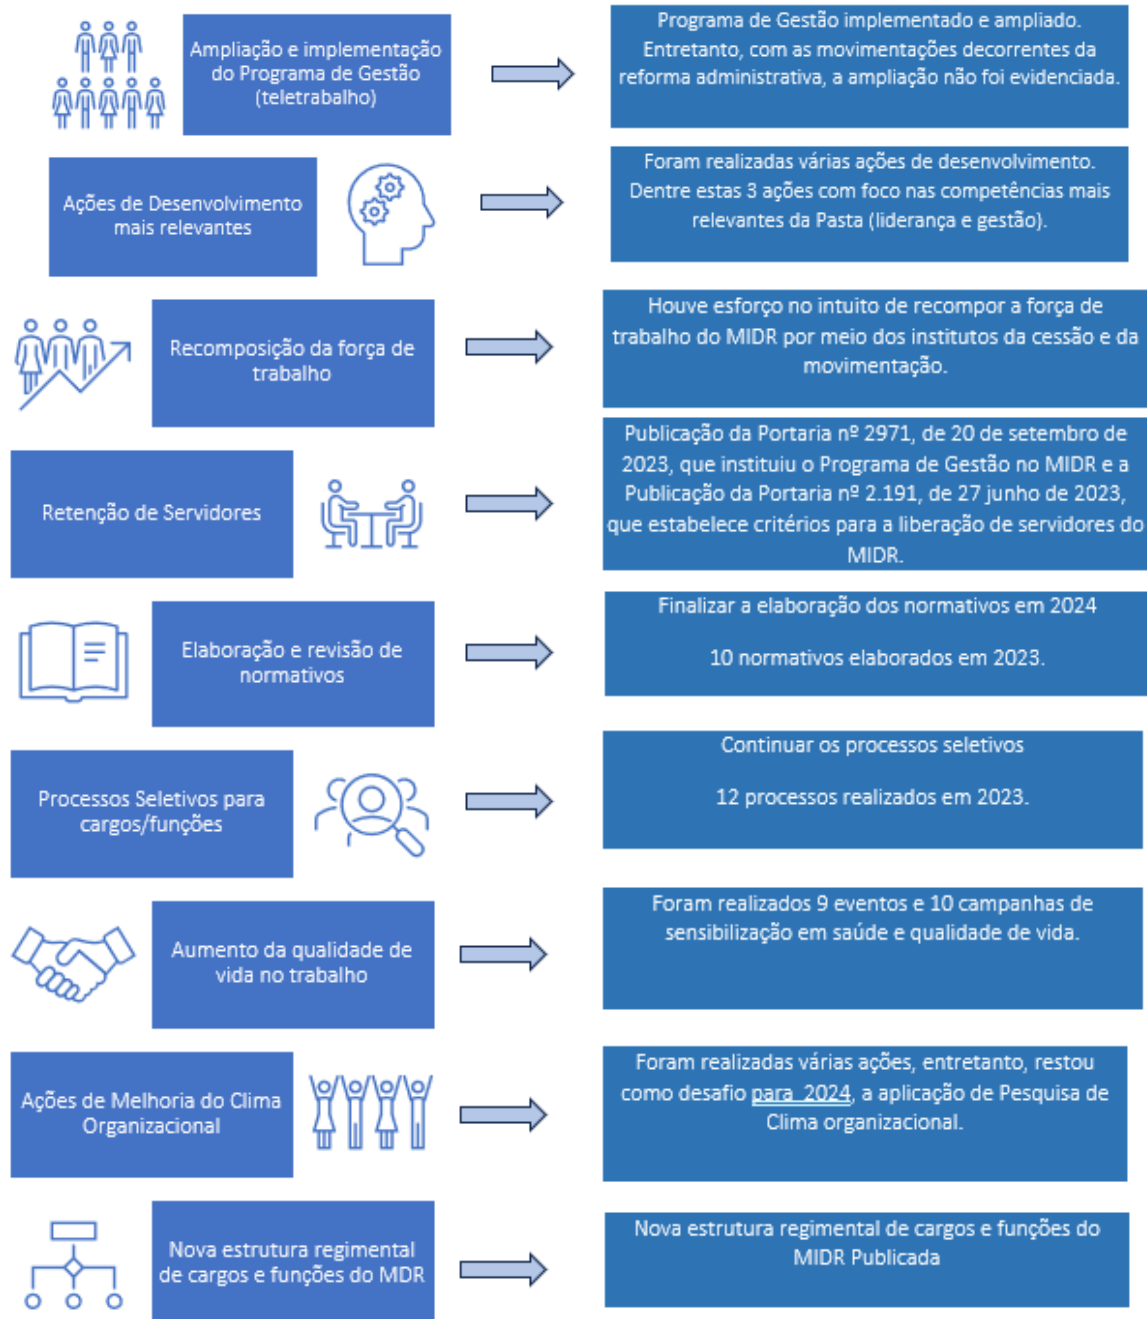 Ampliação e implementação
do Programa de Gestão
(teletrabalho)
Programa de Gestão implementado e ampliado.
Entretanto, com as movimentações decorrentes da
reforma administrativa, a ampliação não foi evidenciada.
Ações de Desenvolvimento
mais relevantes
Foram realizadas várias ações de desenvolvimento.
Dentre estas 3 ações com foco nas competências mais
relevantes da Pasta (liderança e gestão).
Recomposição da força de
trabalho
Houve esforço no intuito de recompor a força de
trabalho do MIDR por meio dos institutos da cessão e da
movimentação.
Retenção de Servidores
Publicação da Portaria nº 2971, de 20 de setembro de
2023, que instituiu o Programa de Gestão no MIDR e a
Publicação da Portaria nº 2.191, de 27 junho de 2023,
que estabelece critérios para a liberação de servidores do
MIDR.
Elaboração e revisão de
normativos
Finalizar a elaboração dos normativos em 2024
10 normativos elaborados em 2023.
Processos Seletivos para
cargos/funções
Continuar os processos seletivos
12 processos realizados em 2023.
Aumento da qualidade de
vida no trabalho
Foram realizados 9 eventos e 10 campanhas de
sensibilização em saúde e qualidade de vida.
Ações de Melhoria do Clima
Organizacional
Foram realizadas várias ações, entretanto, restou
como desafio para  2024, a aplicação de Pesquisa de
Clima organizacional.
Nova estrutura regimental
de cargos e funções do MDR
Nova estrutura regimental de cargos e funções do
MIDR Publicada